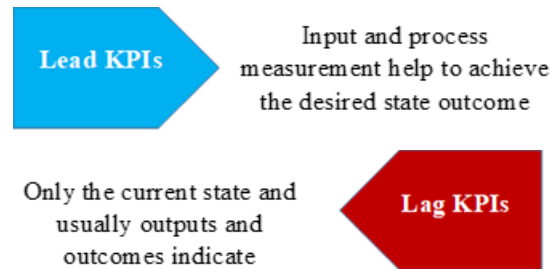 Lead KPIs
Input and process
measurement help to achieve
the desired state outcome
Only the current state and
usually outputs and
outcomes indicate
Lag KPIs